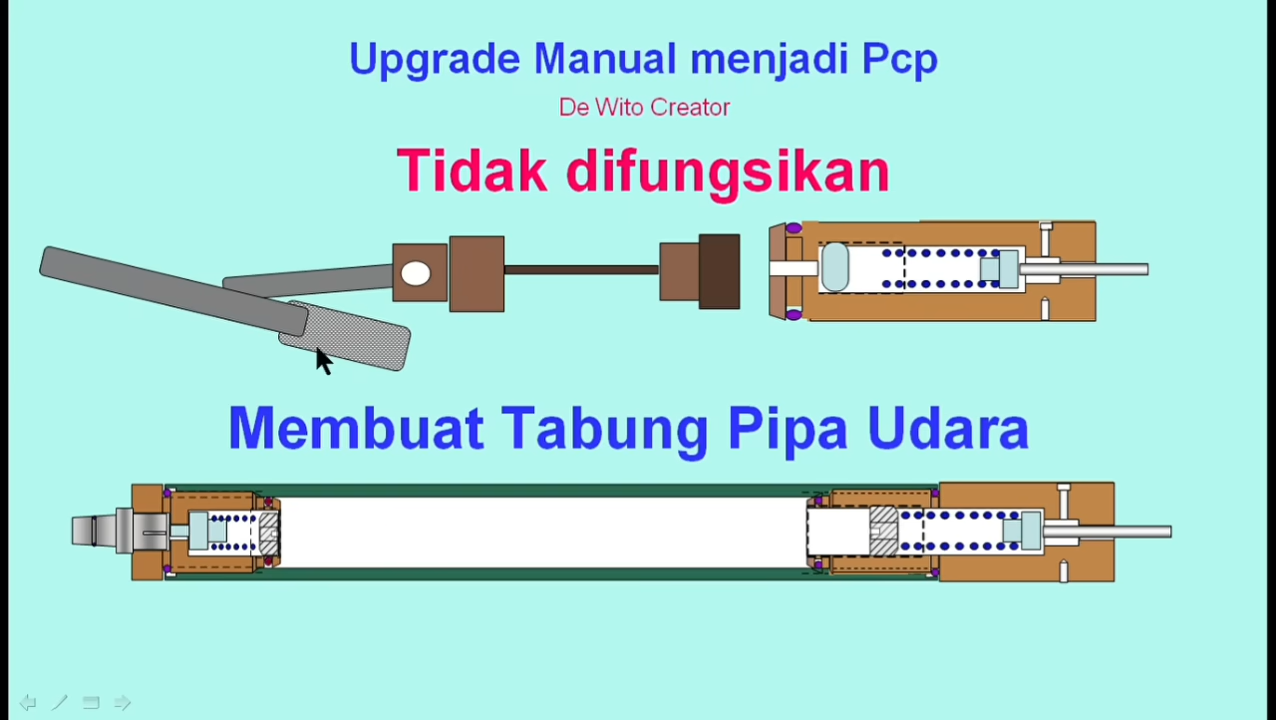 Upgrade Manual menjadi Pcp
De Wito Creator
Tidak difungsikan
Membuat Tabung Pipa Udara